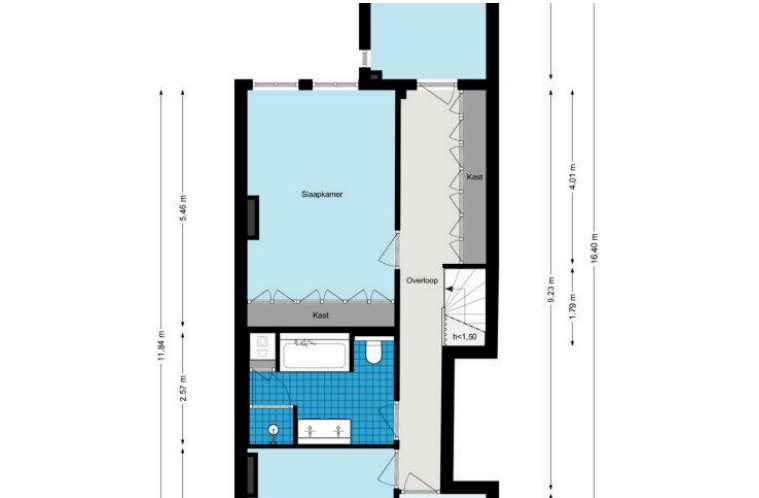 Slaapkamer
Kast
4.01 m
5.46 m
16.40 m
Overloop
9.23 m
1.79 m
Kast
h<1,50
11.84 m
2.57 m